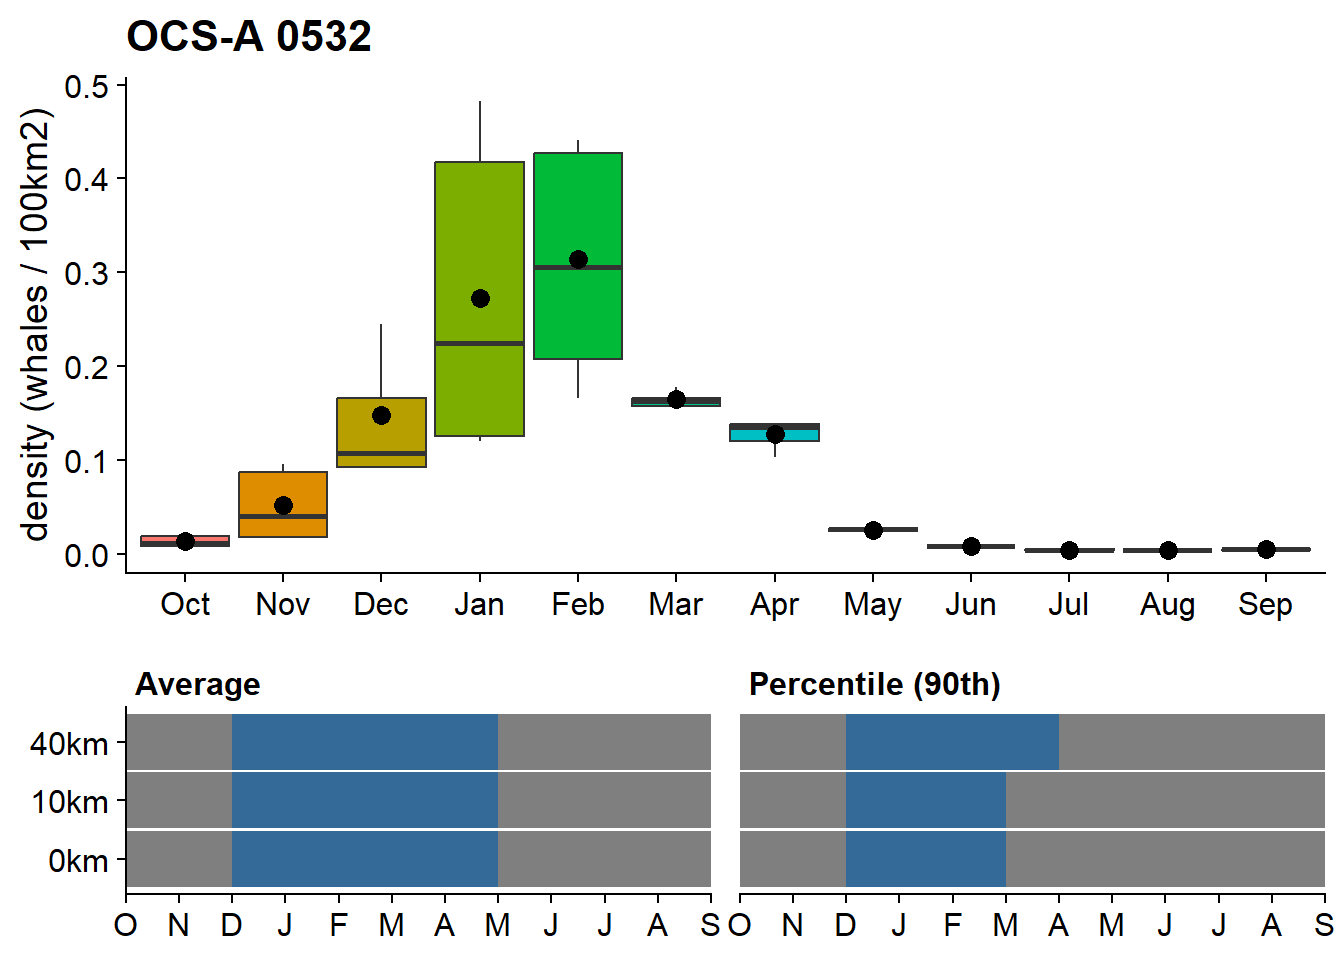 OCS-A 0532
density (whales / 100km2)
0.5
0.4
0.3
0.2
0.1
0.0
Oct Nov Dec Jan Feb Mar Apr May Jun Jul Aug Sep
Average Percentile (90th)
40km
10km
0km
O N D J F M A M J J A S O N D J F M A M J J A S